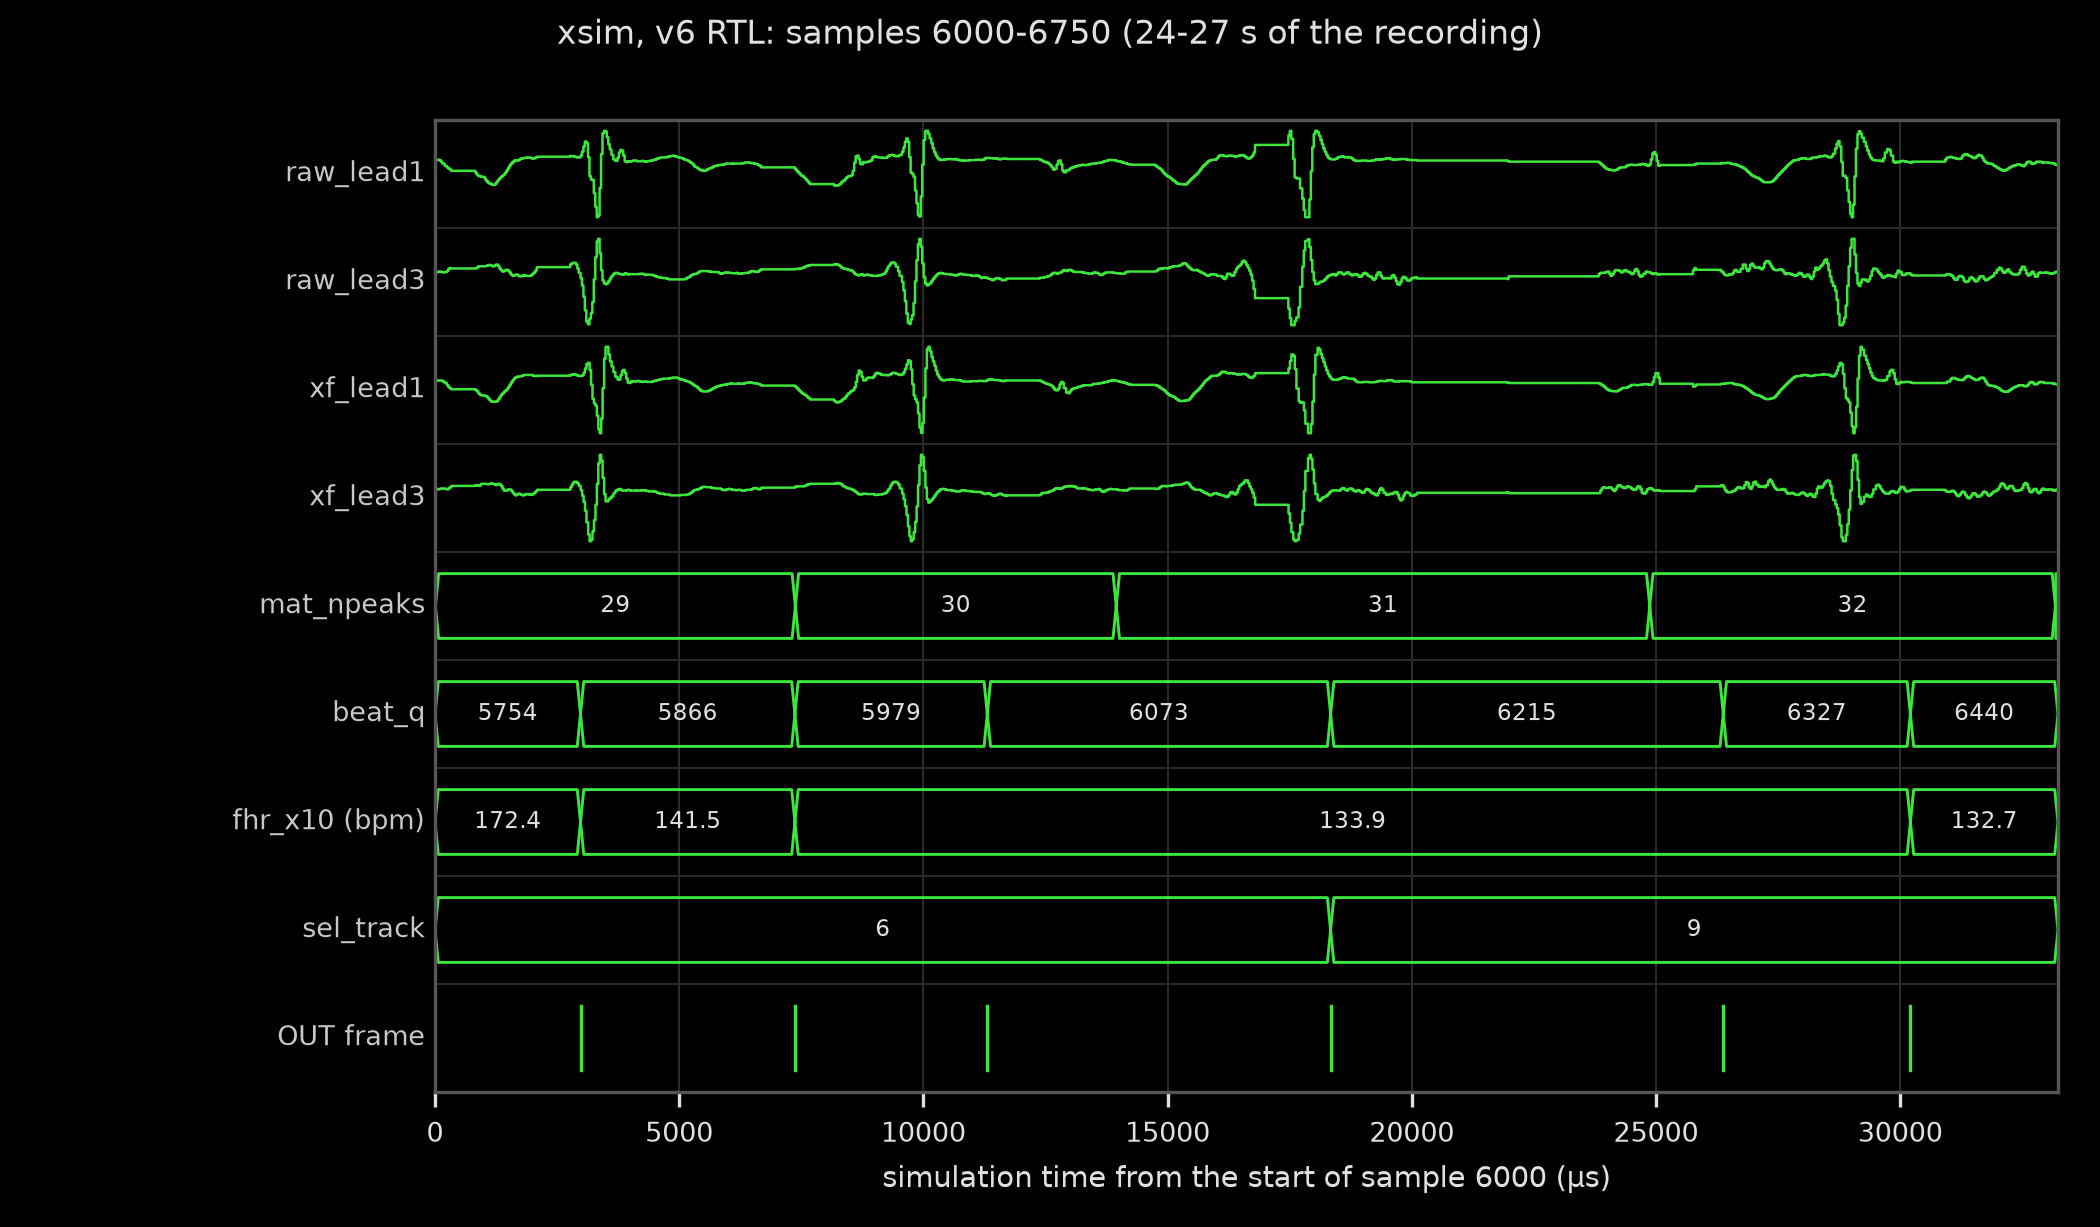 xsim, v6 RTL: samples 6000-6750 (24-27 s of the recording)
raw_lead1
raw_lead3
xf_lead1
xf_lead3
mat_npeaks 29 30 31 32
beat_q 5754 5866 5979 6073 6215 6327 6440
fhr_x10 (bpm) 172.4 141.5 133.9 132.7
sel_track 6 9
OUT frame
0 5000 10000 15000 20000 25000 30000
simulation time from the start of sample 6000 (µs)